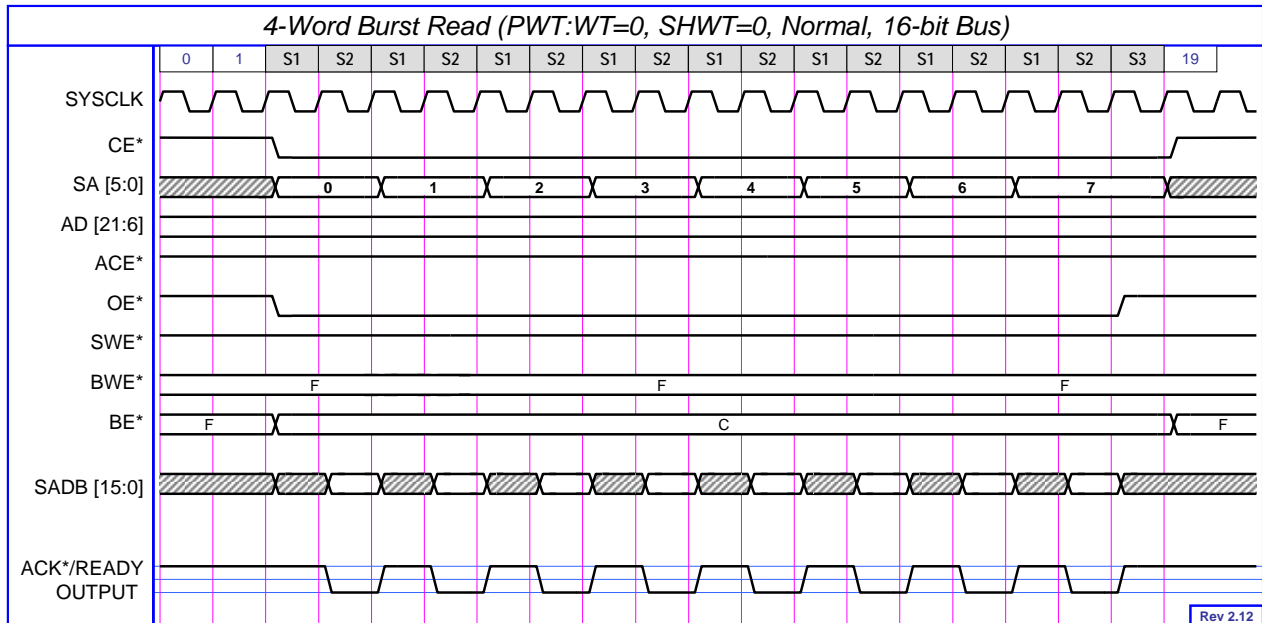 4-Word Burst Read (PWT:WT=0, SHWT=0, Normal, 16-bit Bus)
0 1 S1 S2 S1 S2 S1 S2 S1 S2 S1 S2 S1 S2 S1 S2 S1 S2 S3 19
SYSCLK
CE*
SA [5:0] 0 1 2 3 4 5 6 7
AD [21:6]
ACE*
OE*
SWE*
BWE* F F F
BE* F C F
SADB [15:0]
ACK*/READY
OUTPUT
Rev 2.12